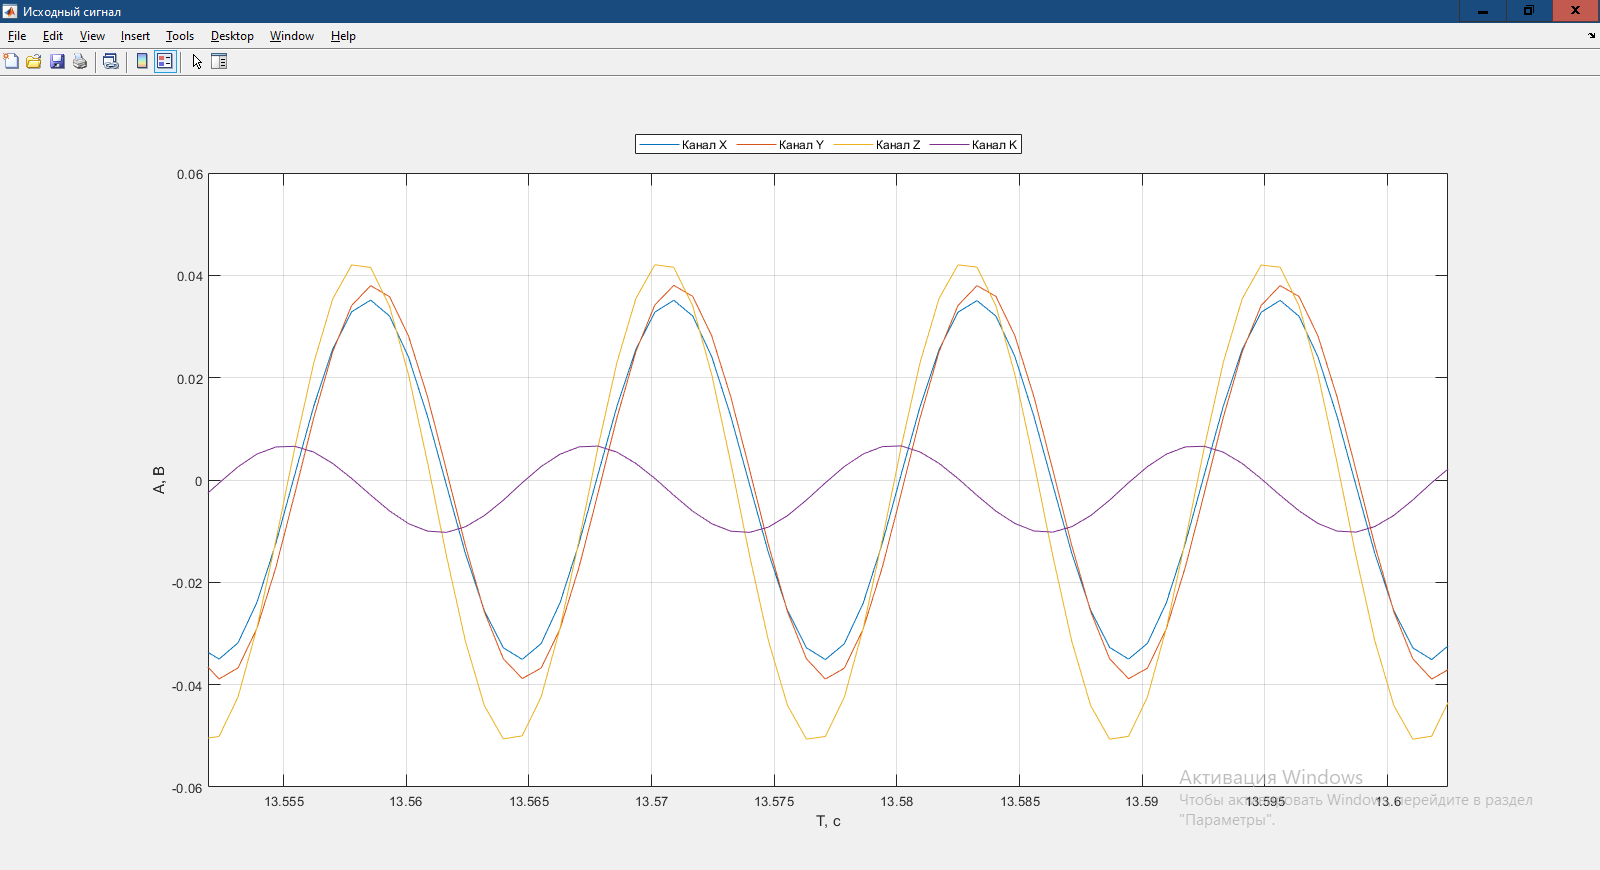 Исходный сигнал
File Edit View Insert Tools Desktop Window Help
Канал X Канал Y Канал Z Канал K
0.06
0.04
0.02
0
-0.02
-0.04
-0.06
A, B
13.555 13.56 13.565 13.57 13.575 13.58 13.585 13.59 13.595 13.6
T, c
Активация Windows
Чтобы активировать Windows, перейдите в раздел
"Параметры".